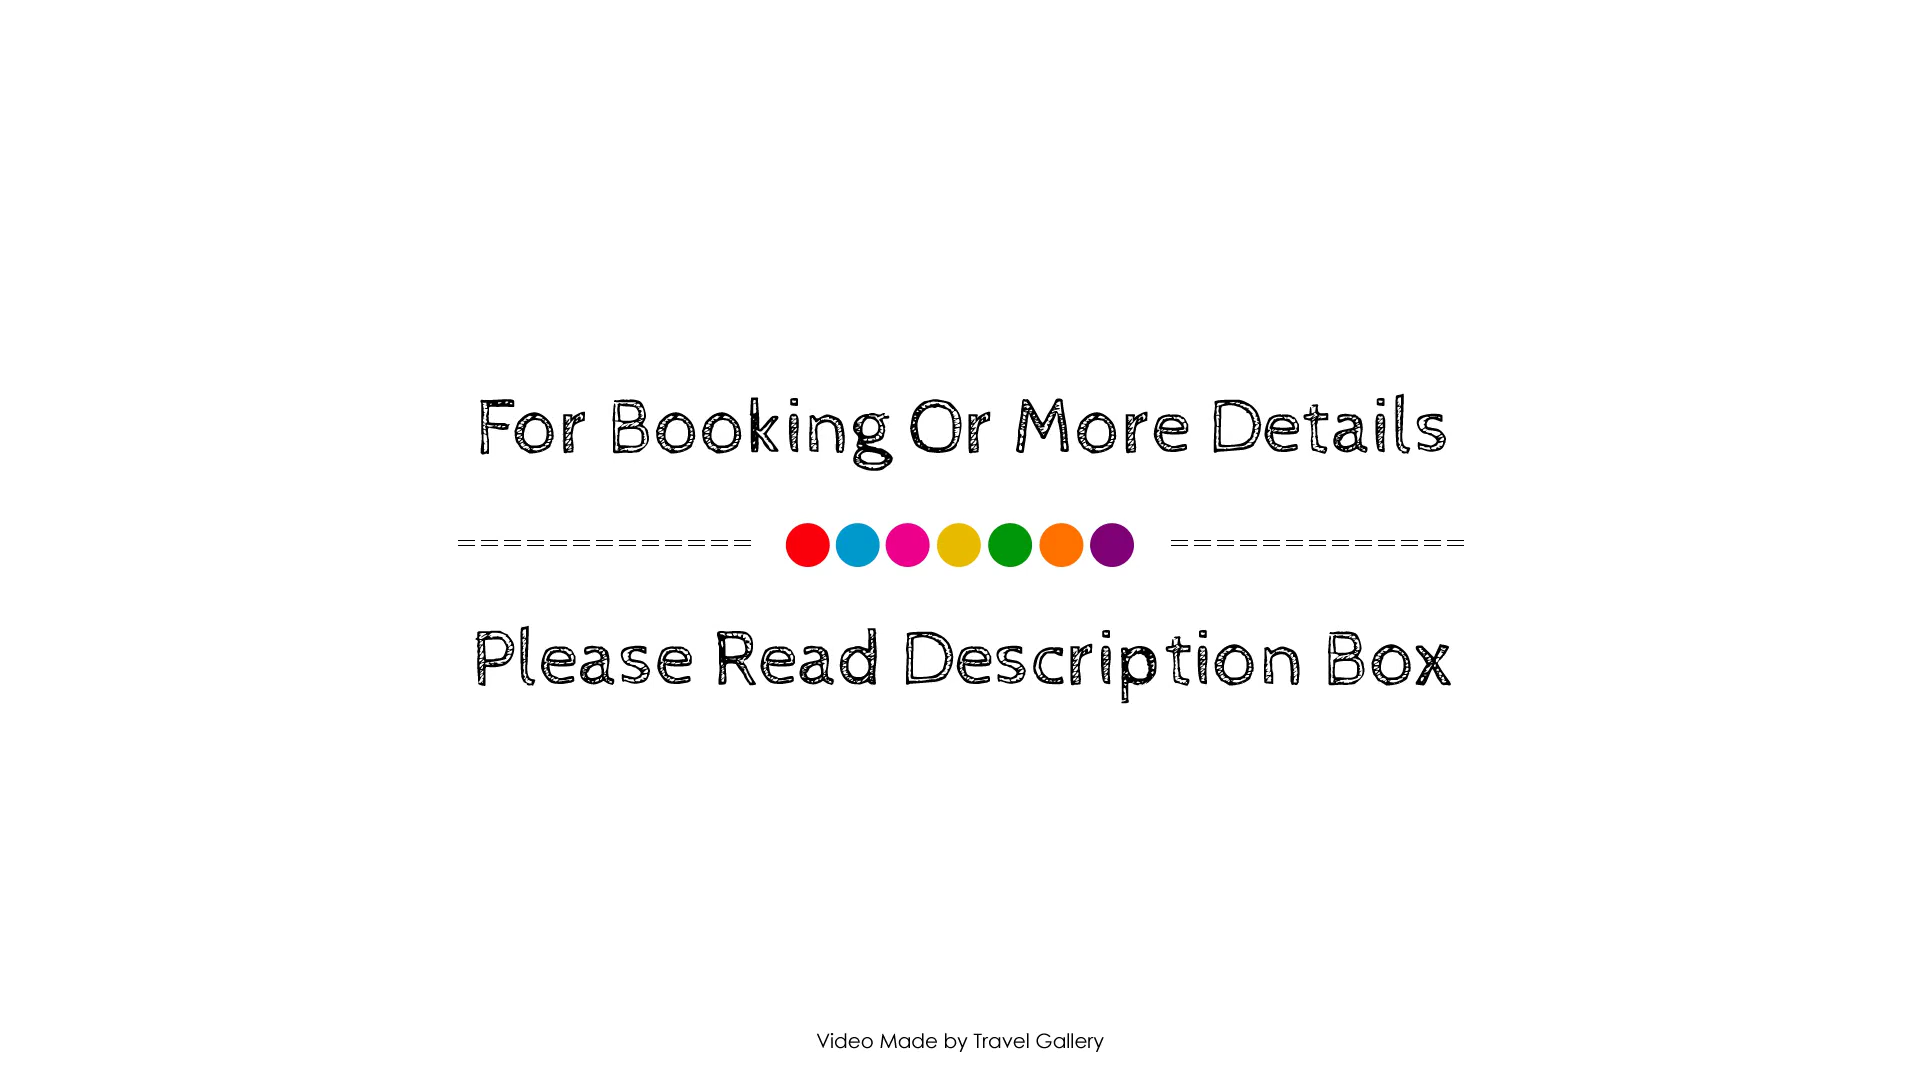 For Booking Or More Details
============= =============
Please Read Description Box
Video Made by Travel Gallery